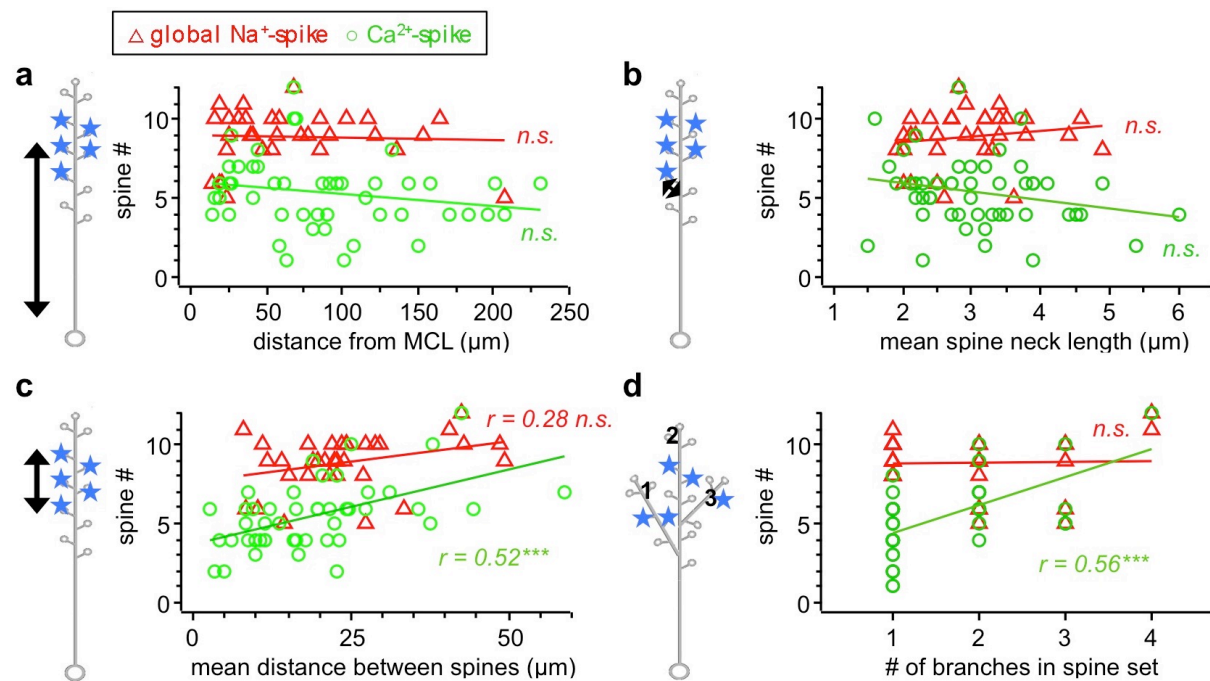 △ global Na⁺-spike ○ Ca²⁺-spike
a
spine #
10
5
0
n.s.
n.s.
0 50 100 150 200 250
distance from MCL (µm)
b
spine #
10
5
0
n.s.
n.s.
1 2 3 4 5 6
mean spine neck length (µm)
c
spine #
10
5
0
r = 0.28 n.s.
r = 0.52***
0 25 50
mean distance between spines (µm)
d
2
1
3
spine #
10
5
0
n.s.
r = 0.56***
1 2 3 4
# of branches in spine set